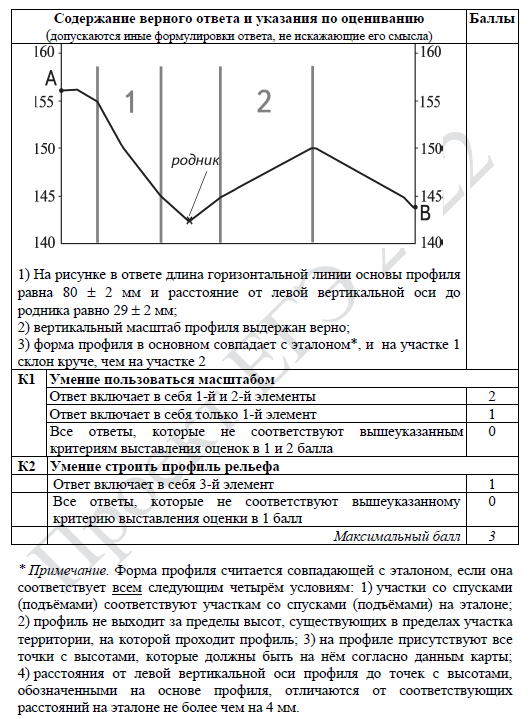 Содержание верного ответа и указания по оцениванию
(допускаются иные формулировки ответа, не искажающие его смысла)
Баллы
160
160
А
155
1
2
155
150
родник
150
145
145
В
140
140
1) На рисунке в ответе длина горизонтальной линии основы профиля
равна 80 ± 2 мм и расстояние от левой вертикальной оси до
родника равно 29 ± 2 мм;
2) вертикальный масштаб профиля выдержан верно;
3) форма профиля в основном совпадает с эталоном*, и на участке 1
склон круче, чем на участке 2
К1 Умение пользоваться масштабом
Ответ включает в себя 1-й и 2-й элементы 2
Ответ включает в себя только 1-й элемент 1
Все ответы, которые не соответствуют вышеуказанным 0
критериям выставления оценок в 1 и 2 балла
К2 Умение строить профиль рельефа
Ответ включает в себя 3-й элемент 1
Все ответы, которые не соответствуют вышеуказанному 0
критерию выставления оценки в 1 балл
Максимальный балл 3
* Примечание. Форма профиля считается совпадающей с эталоном, если она
соответствует всем следующим четырём условиям: 1) участки со спусками
(подъёмами) соответствуют участкам со спусками (подъёмами) на эталоне;
2) профиль не выходит за пределы высот, существующих в пределах участка
территории, на которой проходит профиль; 3) на профиле присутствуют все
точки с высотами, которые должны быть на нём согласно данным карты;
4) расстояния от левой вертикальной оси профиля до точек с высотами,
обозначенными на основе профиля, отличаются от соответствующих
расстояний на эталоне не более чем на 4 мм.
Проект ЕГЭ 2022